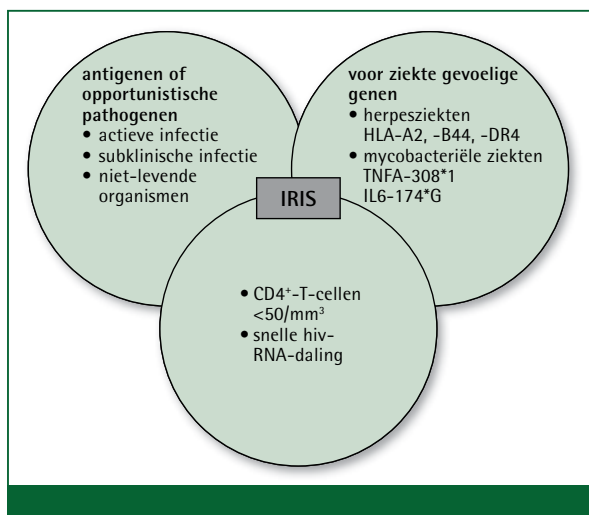 antigenen of
opportunistische
pathogenen
• actieve infectie
• subklinische infectie
• niet-levende
organismen
voor ziekte gevoelige
genen
• herpesziekten
HLA-A2, -B44, -DR4
• mycobacteriële ziekten
TNFA-308*1
IL6-174*G
IRIS
• CD4⁺-T-cellen
<50/mm³
• snelle hiv-
RNA-daling